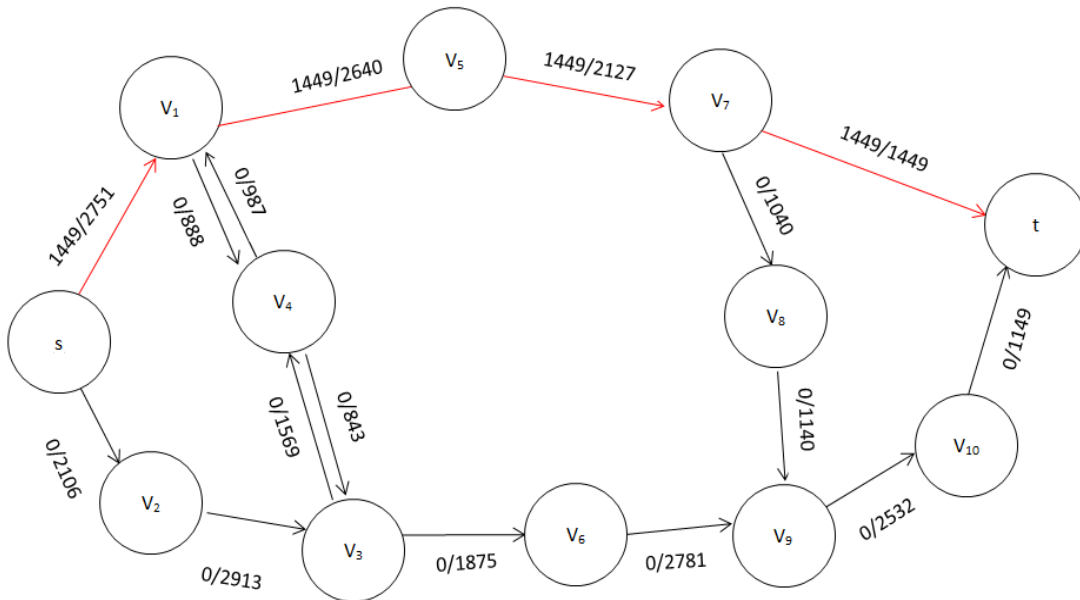 V₅
1449/2640
1449/2127
V₁
V₇
1449/1449
0/987
0/888
0/1040
1449/2751
t
V₄
V₈
s
0/1149
0/843
0/1569
0/1140
V₁₀
0/2106
V₂
V₃
V₆
V₉
0/2532
0/2913
0/1875
0/2781